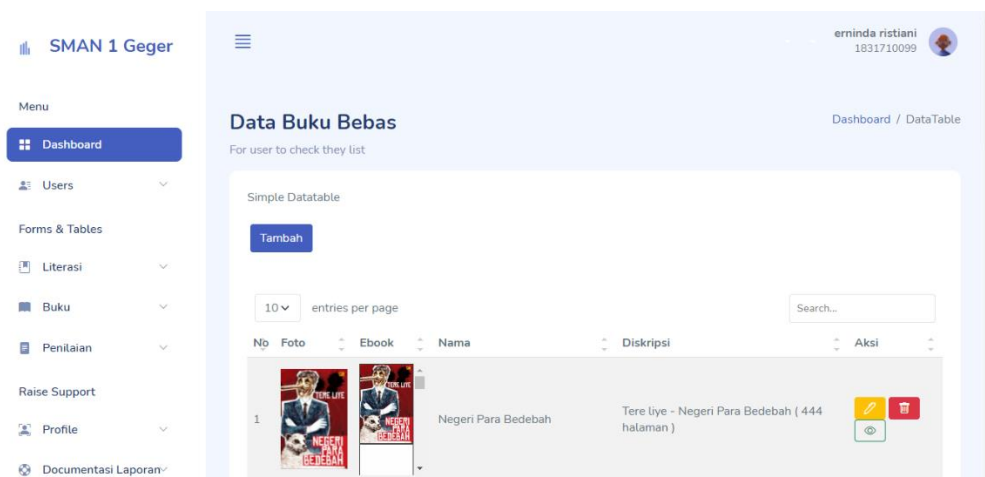 SMAN 1 Geger
erninda ristiani
1831710099
Menu
Dashboard
Users
Forms & Tables
Literasi
Buku
Penilaian
Raise Support
Profile
Documentasi Laporan
Data Buku Bebas
Dashboard / DataTable
For user to check they list
Simple Datatable
Tambah
10 entries per page
Search...
No Foto Ebook Nama Diskripsi Aksi
TERE LIYE
NEGERI
PARA
BEDEBAH
TERE LIYE
NEGERI
PARA
BEDEBAH
1
Negeri Para Bedebah
Tere liye - Negeri Para Bedebah ( 444
halaman )